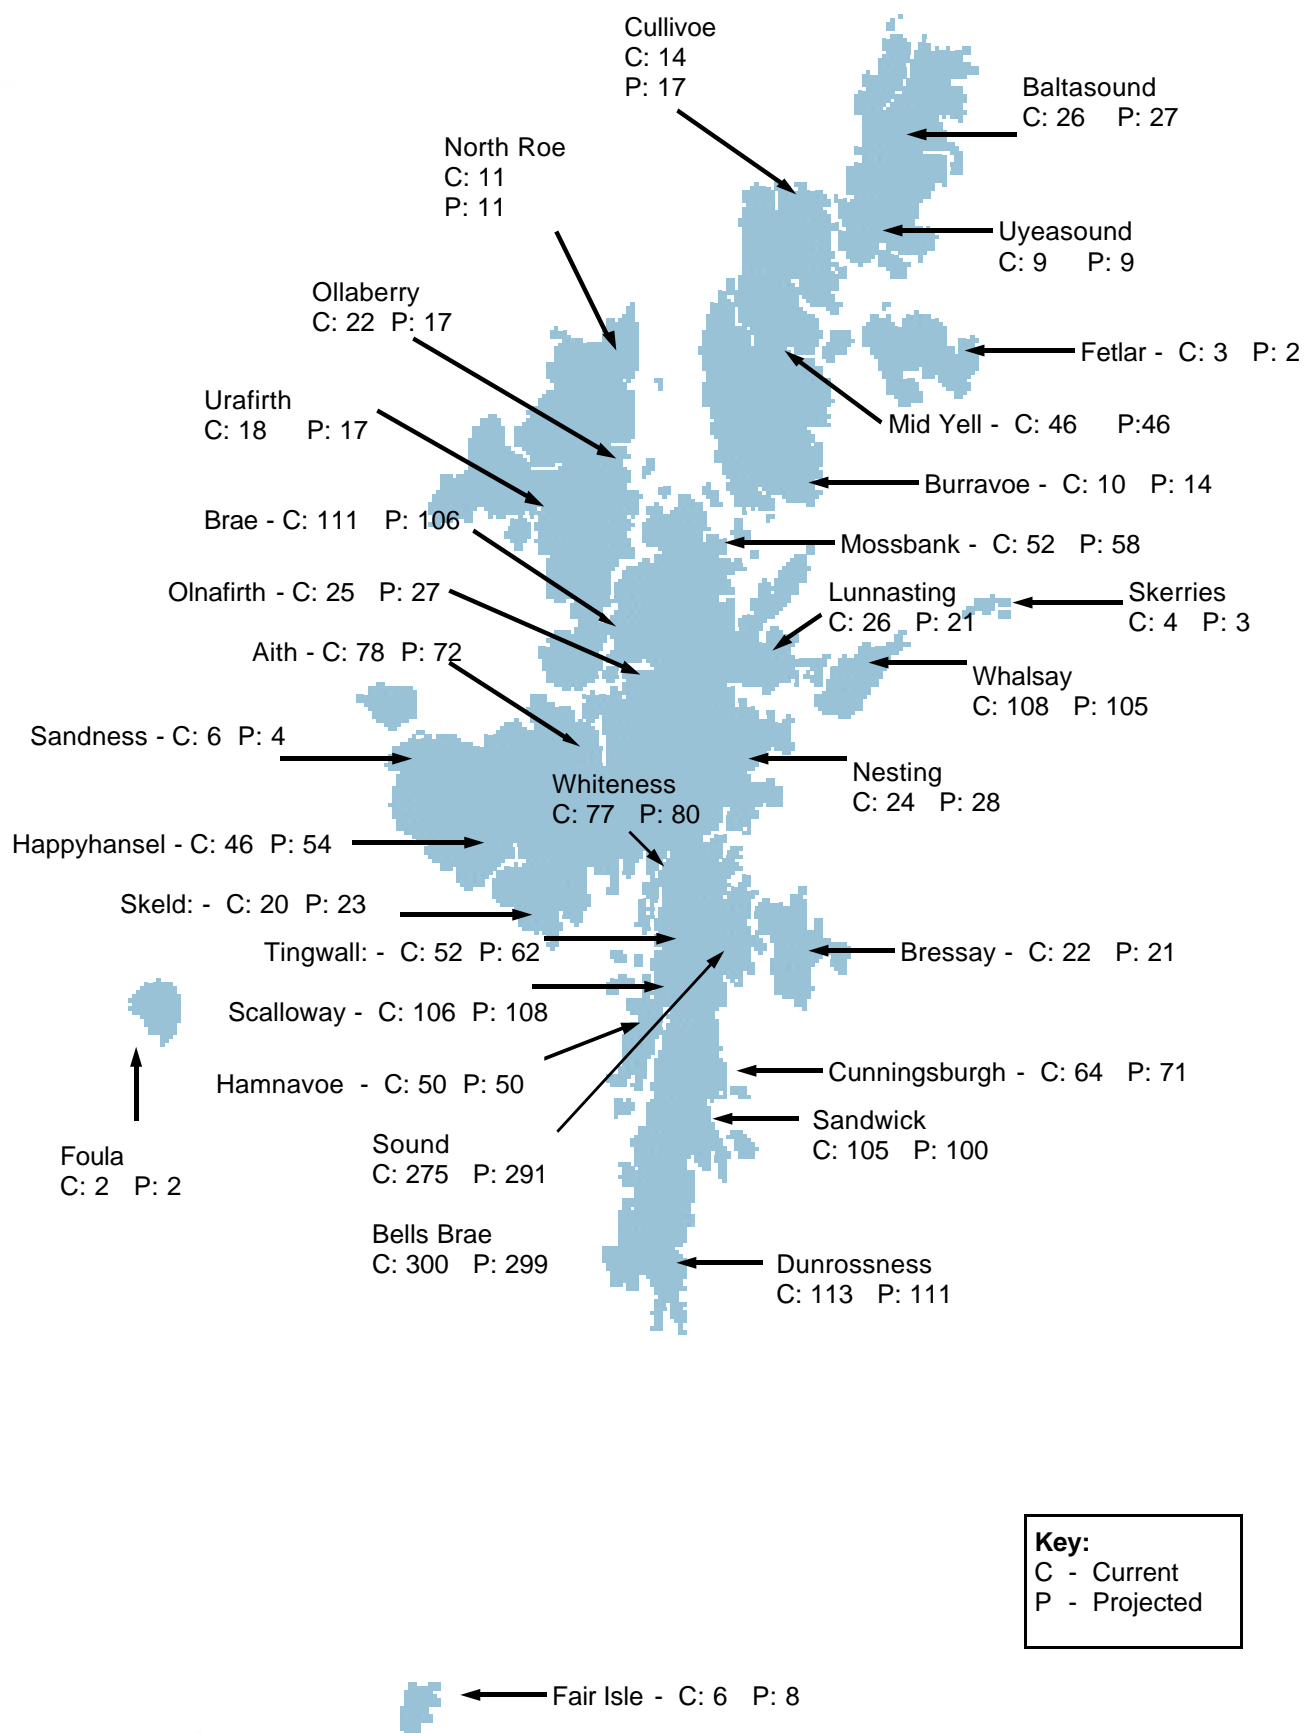 Cullivoe
C: 14
P: 17
Baltasound
C: 26 P: 27
North Roe
C: 11
P: 11
Uyeasound
C: 9 P: 9
Ollaberry
C: 22 P: 17
Fetlar - C: 3 P: 2
Urafirth
C: 18 P: 17
Mid Yell - C: 46 P:46
Burravoe - C: 10 P: 14
Brae - C: 111 P: 106
Mossbank - C: 52 P: 58
Olnafirth - C: 25 P: 27
Lunnasting
C: 26 P: 21
Skerries
C: 4 P: 3
Aith - C: 78 P: 72
Whalsay
C: 108 P: 105
Sandness - C: 6 P: 4
Whiteness
C: 77 P: 80
Nesting
C: 24 P: 28
Happyhansel - C: 46 P: 54
Skeld: - C: 20 P: 23
Tingwall: - C: 52 P: 62
Bressay - C: 22 P: 21
Scalloway - C: 106 P: 108
Hamnavoe - C: 50 P: 50
Cunningsburgh - C: 64 P: 71
Sandwick
C: 105 P: 100
Foula
C: 2 P: 2
Sound
C: 275 P: 291
Bells Brae
C: 300 P: 299
Dunrossness
C: 113 P: 111
Key:
C - Current
P - Projected
Fair Isle - C: 6 P: 8